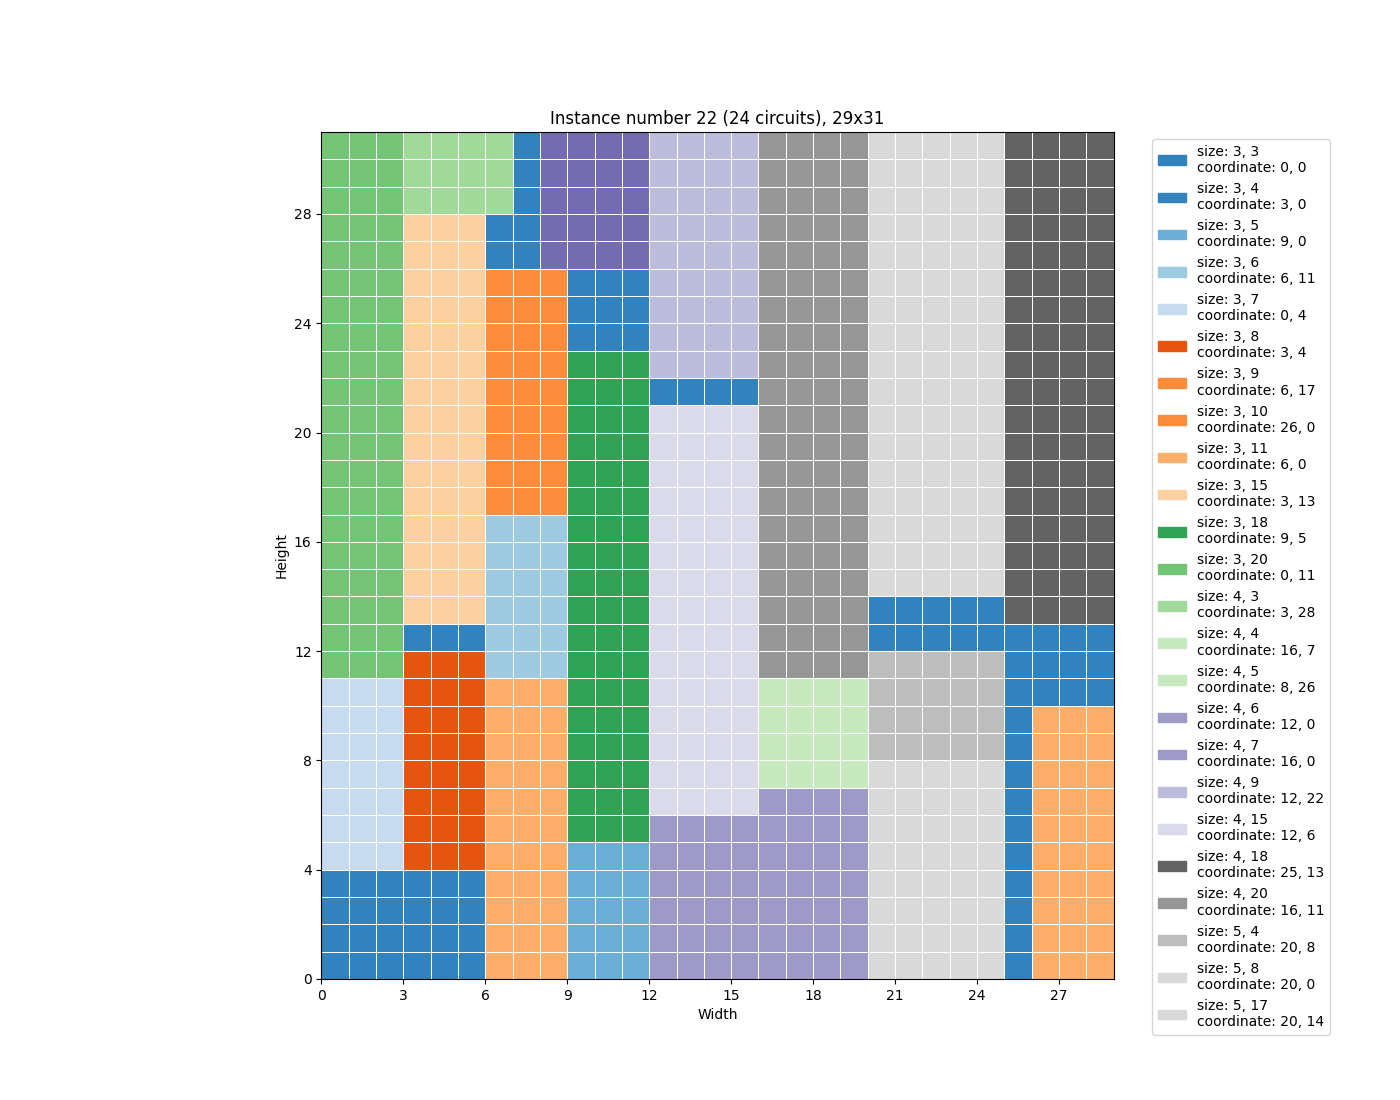 Instance number 22 (24 circuits), 29x31
28
24
20
16
12
8
4
0
Height
0 3 6 9 12 15 18 21 24 27
Width
size: 3, 3
coordinate: 0, 0
size: 3, 4
coordinate: 3, 0
size: 3, 5
coordinate: 9, 0
size: 3, 6
coordinate: 6, 11
size: 3, 7
coordinate: 0, 4
size: 3, 8
coordinate: 3, 4
size: 3, 9
coordinate: 6, 17
size: 3, 10
coordinate: 26, 0
size: 3, 11
coordinate: 6, 0
size: 3, 15
coordinate: 3, 13
size: 3, 18
coordinate: 9, 5
size: 3, 20
coordinate: 0, 11
size: 4, 3
coordinate: 3, 28
size: 4, 4
coordinate: 16, 7
size: 4, 5
coordinate: 8, 26
size: 4, 6
coordinate: 12, 0
size: 4, 7
coordinate: 16, 0
size: 4, 9
coordinate: 12, 22
size: 4, 15
coordinate: 12, 6
size: 4, 18
coordinate: 25, 13
size: 4, 20
coordinate: 16, 11
size: 5, 4
coordinate: 20, 8
size: 5, 8
coordinate: 20, 0
size: 5, 17
coordinate: 20, 14